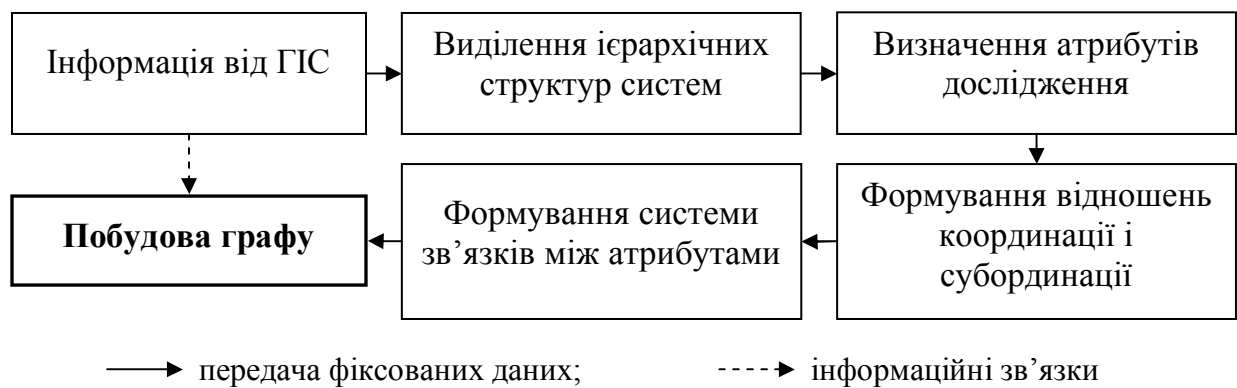 Інформація від ГІС
Виділення ієрархічних
структур систем
Визначення атрибутів
дослідження
Побудова графу
Формування системи
зв’язків між атрибутами
Формування відношень
координації і
субординації
передача фіксованих даних;
інформаційні зв’язки